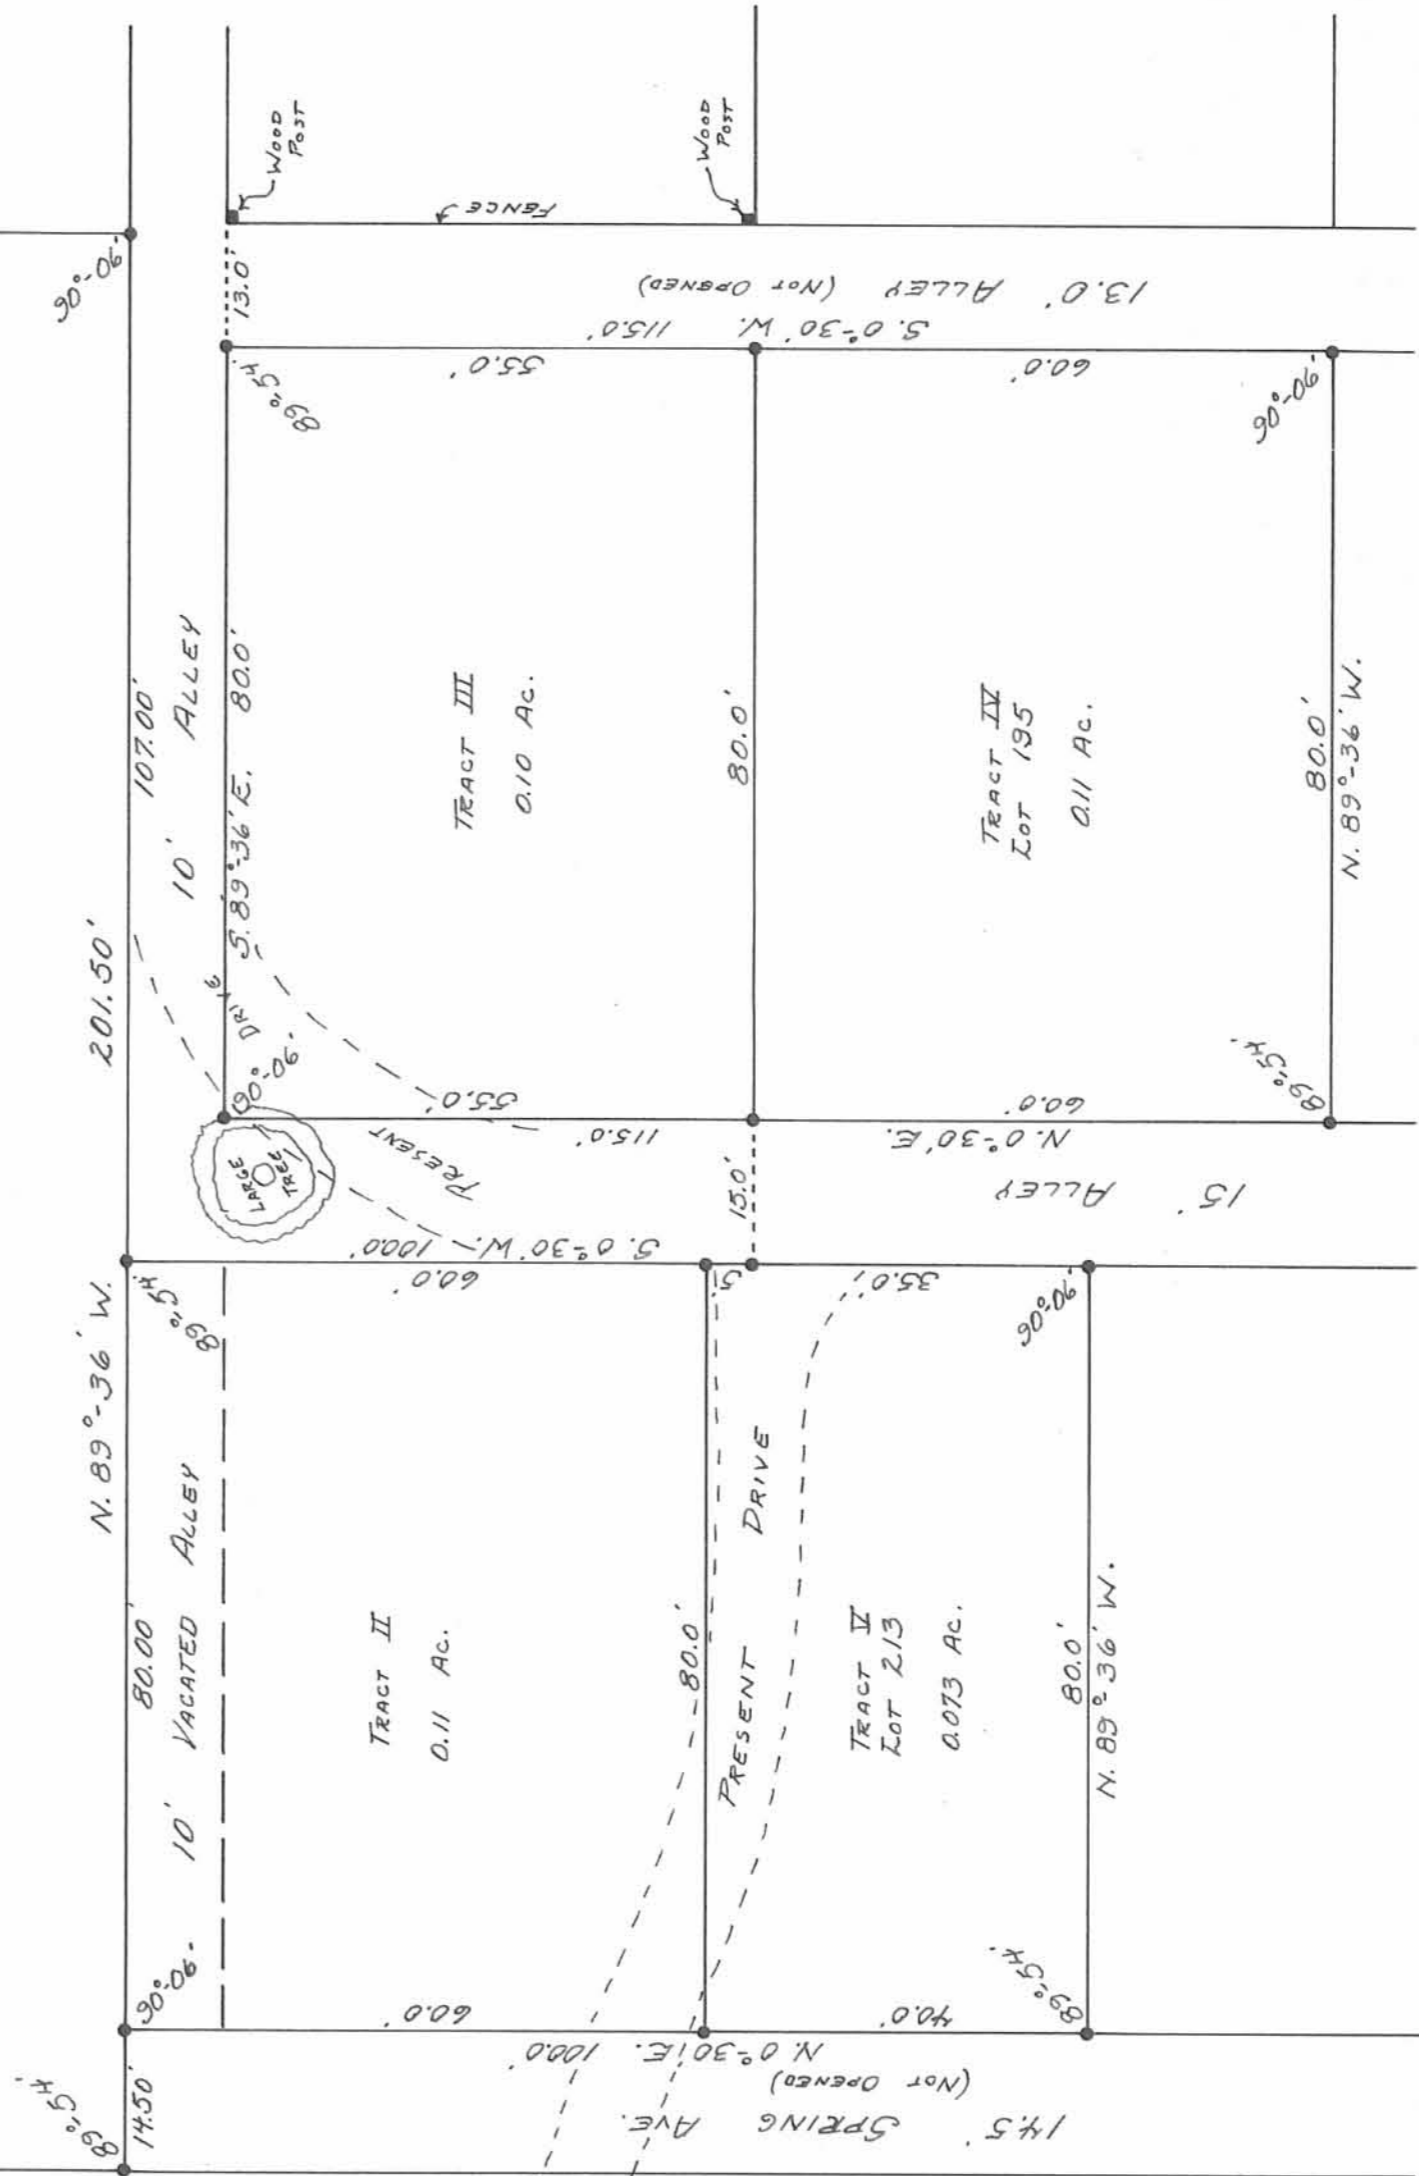 N. 89°-36' W.
201.50'
89°-54'
14.50'
90°-06'
80.00'
10' VACATED ALLEY
89°-54'
107.00'
10' ALLEY
90°-06'
LARGE
TREE
PRESENT
DRIVE
90°-06'
S. 89°-36' E. 80.0'
89°-54'
13.0'
WOOD
POST
FENCE
WOOD
POST
13.0' ALLEY (NOT OPENED)
S. 0°-30' W. 115.0'
55.0'
60.0'
TRACT II
0.11 Ac.
60.0'
S. 0°-30' W. 100.0'
60.0'
115.0'
55.0'
TRACT III
0.10 Ac.
80.0'
80.0'
5'
15.0'
35.0'
PRESENT DRIVE
TRACT V
LOT 213
0.073 Ac.
40.0'
N. 0°-30' E. 100.0'
(NOT OPENED)
14.5' SPRING AVE.
89°-54'
90°-06'
80.0'
N. 89°-36' W.
15' ALLEY
N. 0°-30' E.
60.0'
TRACT IV
LOT 195
0.11 Ac.
89°-54'
90°-06'
80.0'
N. 89°-36' W.